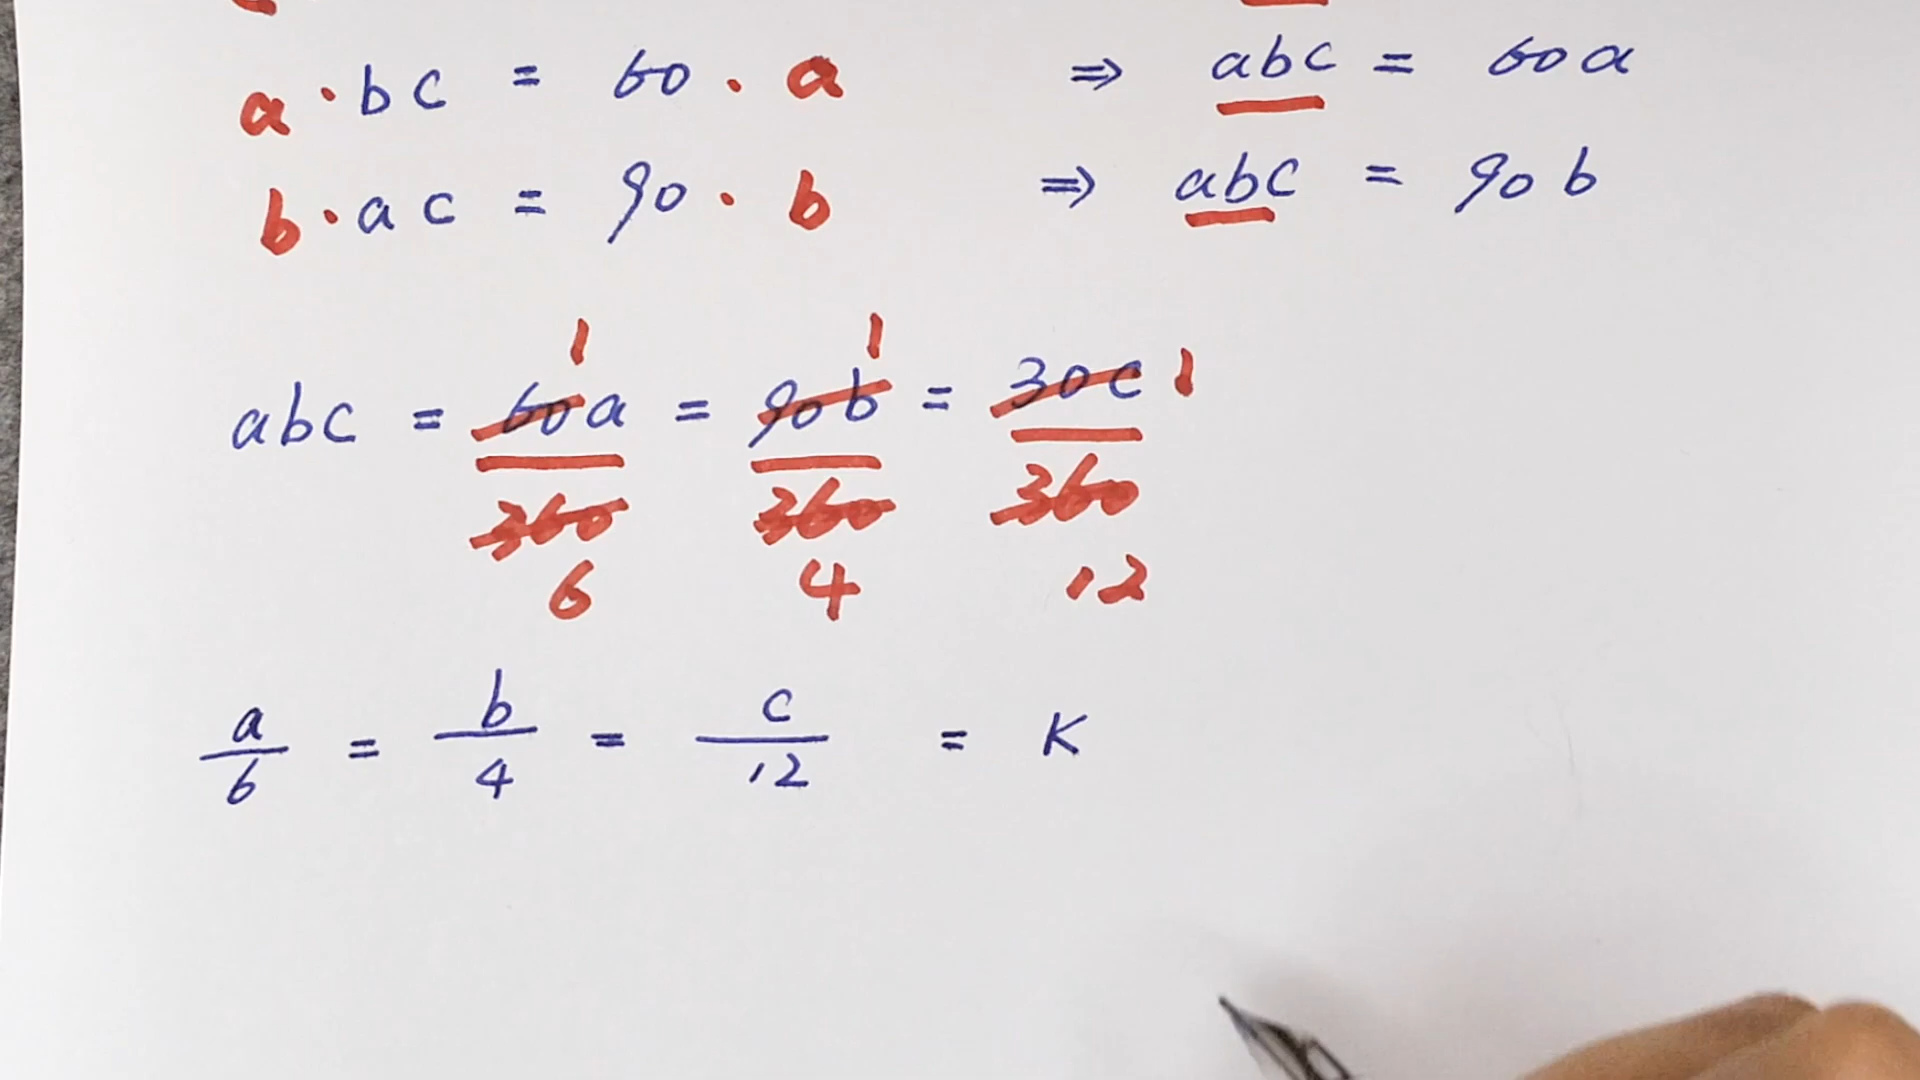 a · bc = 60 · a ⇒ abc = 60a
b · ac = 90 · b ⇒ abc = 90b
1 1
abc = 60a = 90b = 30c 1
360 360 360
6 4 12
a/6 = b/4 = c/12 = K